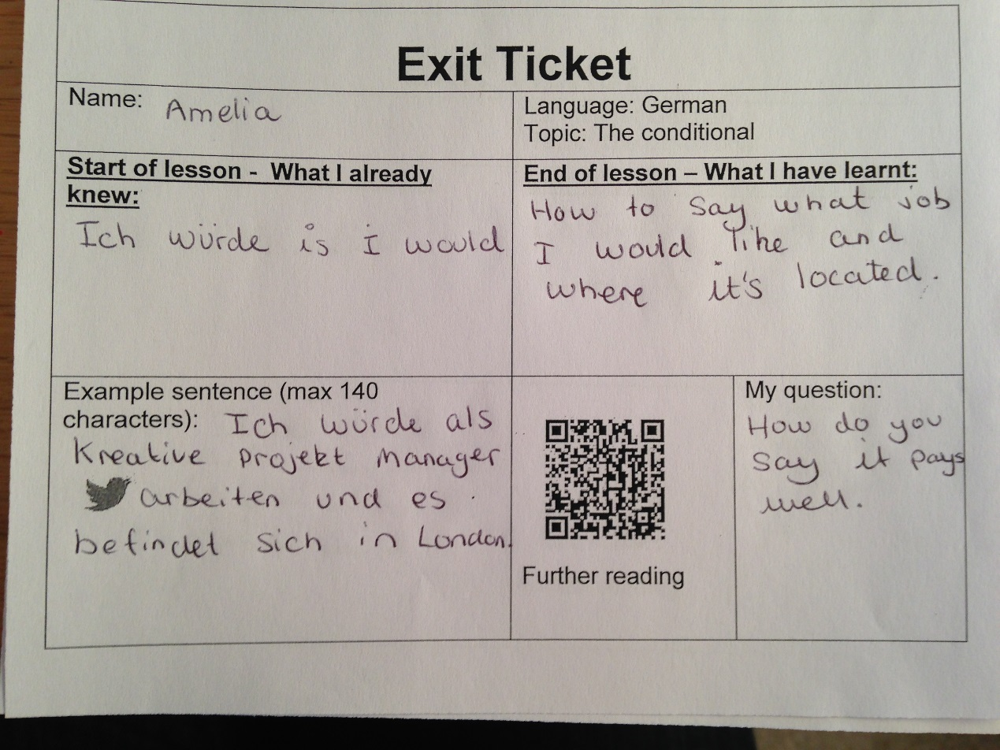 Exit Ticket
Name: Amelia
Language: German
Topic: The conditional
Start of lesson - What I already
knew:
Ich würde is i would
End of lesson – What I have learnt:
How to say what job
I would like and
where it's located.
Example sentence (max 140
characters): Ich würde als
Kreative Projekt Manager
arbeiten und es
befindet sich in London.
Further reading
My question:
How do you
say it pays
well.